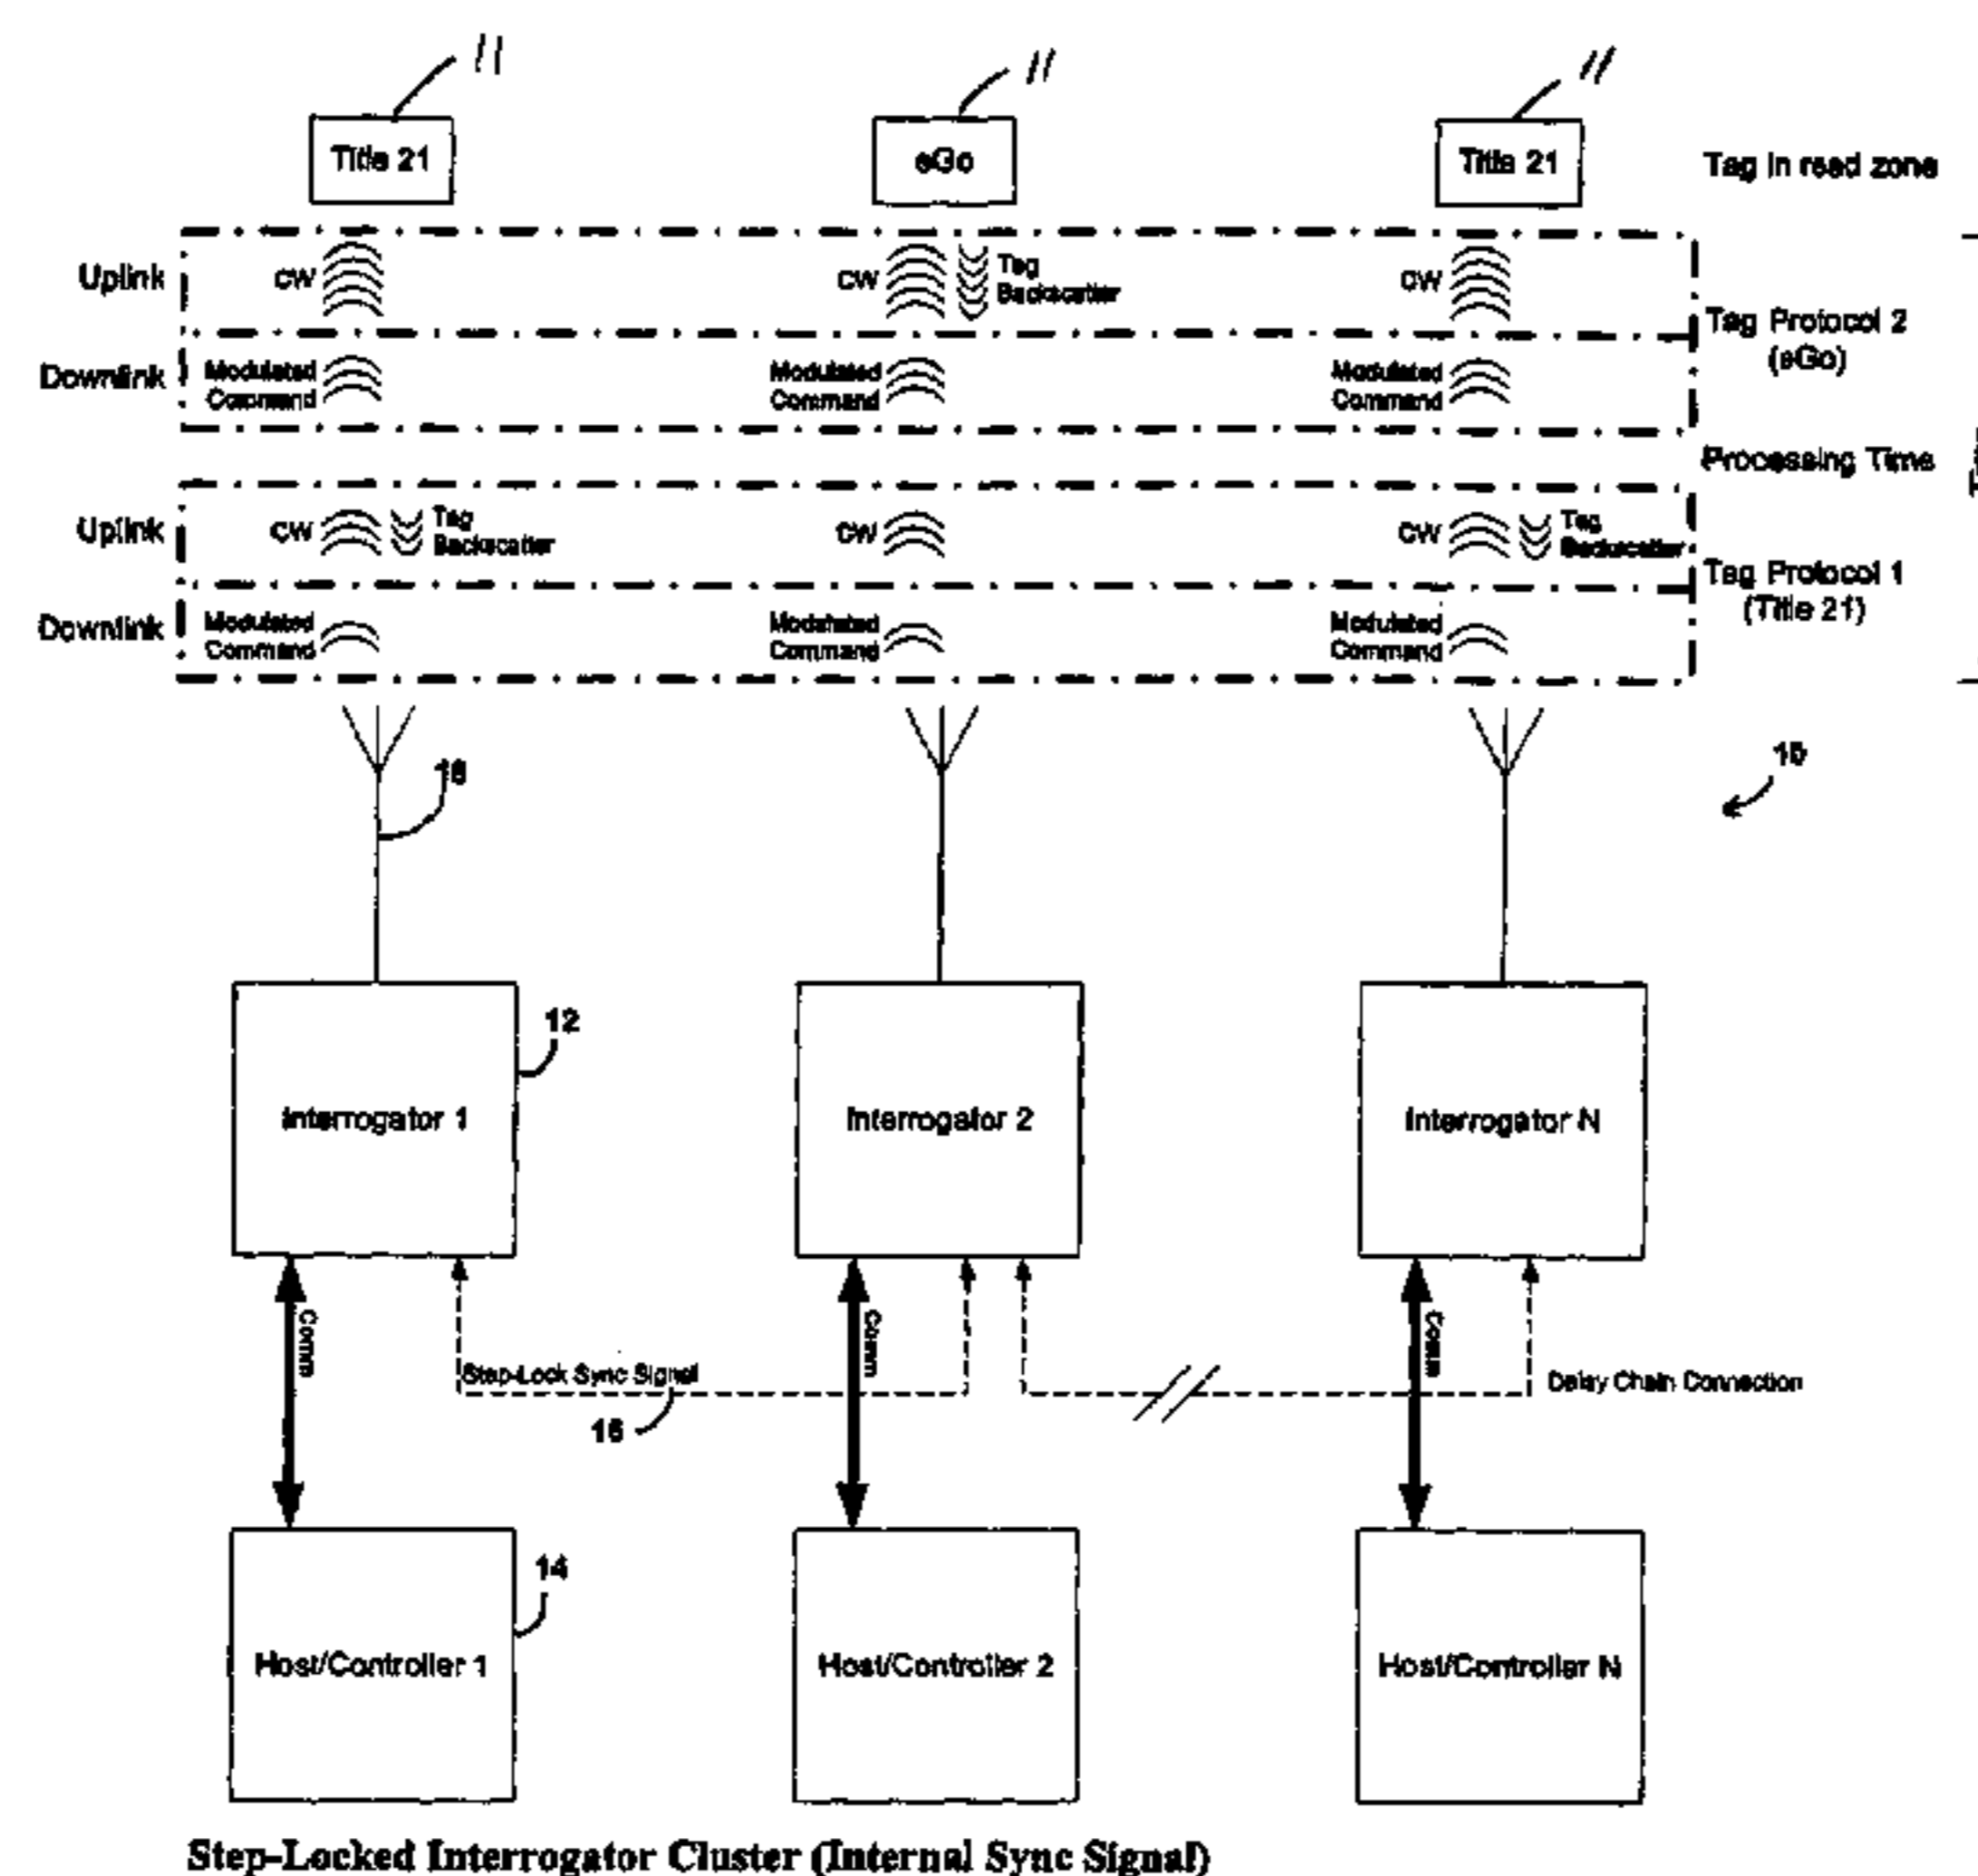 11 11 11
Title 21 eGo Title 21 Tag in read zone
Uplink CW CW Tag Backscatter CW
Tag Protocol 2
(eGo)
Downlink Modulated Command Modulated Command Modulated Command
Processing Time
Uplink CW Tag Backscatter CW CW Tag Backscatter
Tag Protocol 1
(Title 21)
Downlink Modulated Command Modulated Command Modulated Command
10
12
Interrogator 1 Interrogator 2 Interrogator N
Comm Comm Comm
Step-Lock Sync Signal Daisy Chain Connection
14
Host/Controller 1 Host/Controller 2 Host/Controller N
Step-Locked Interrogator Cluster (Internal Sync Signal)